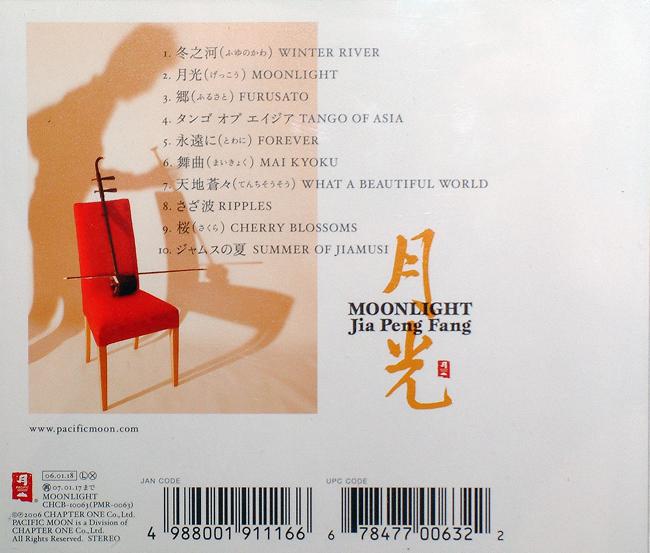 1. 冬之河(ふゆのかわ) WINTER RIVER
2. 月光(げっこう) MOONLIGHT
3. 郷(ふるさと) FURUSATO
4. タンゴ オブ エイジア TANGO OF ASIA
5. 永遠に(とわに) FOREVER
6. 舞曲(まいきょく) MAI KYOKU
7. 天地蒼々(てんちそうそう) WHAT A BEAUTIFUL WORLD
8. さざ波 RIPPLES
9. 桜(さくら) CHERRY BLOSSOMS
10. ジャムスの夏 SUMMER OF JIAMUSI
月光
MOONLIGHT
Jia Peng Fang
www.pacificmoon.com
月
PACIFIC
MOON
®
06.01.18 Ⓛ Ⓧ
㋹07.01.17まで
MOONLIGHT
CHCB-10063(PMR-0063)
©℗2006 CHAPTER ONE Co.,Ltd.
PACIFIC MOON is a Division of
CHAPTER ONE Co.,Ltd.
All Rights Reserved. STEREO
JAN CODE
4 988001 911166
UPC CODE
6 78477 00632 2